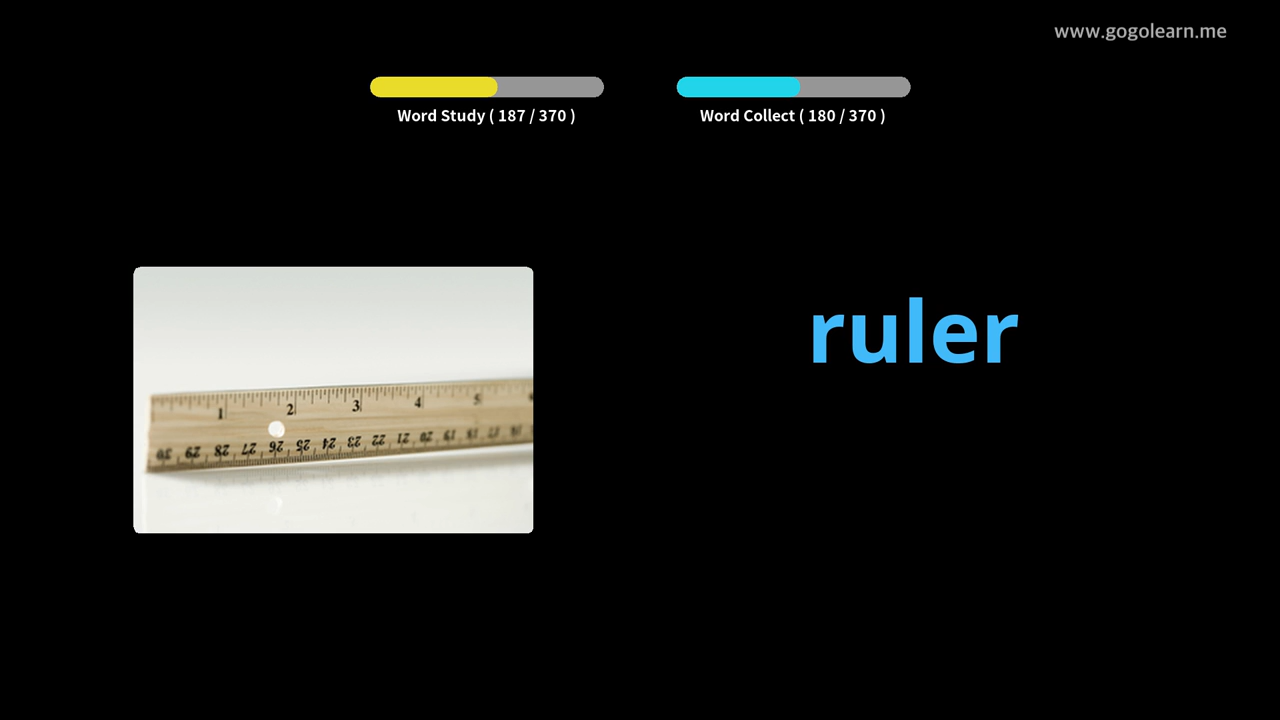 www.gogolearn.me
Word Study ( 187 / 370 )
Word Collect ( 180 / 370 )
ruler
1 2 3 4 5
30 29 28 27 26 25 24 23 22 21 20 19 18 17 16